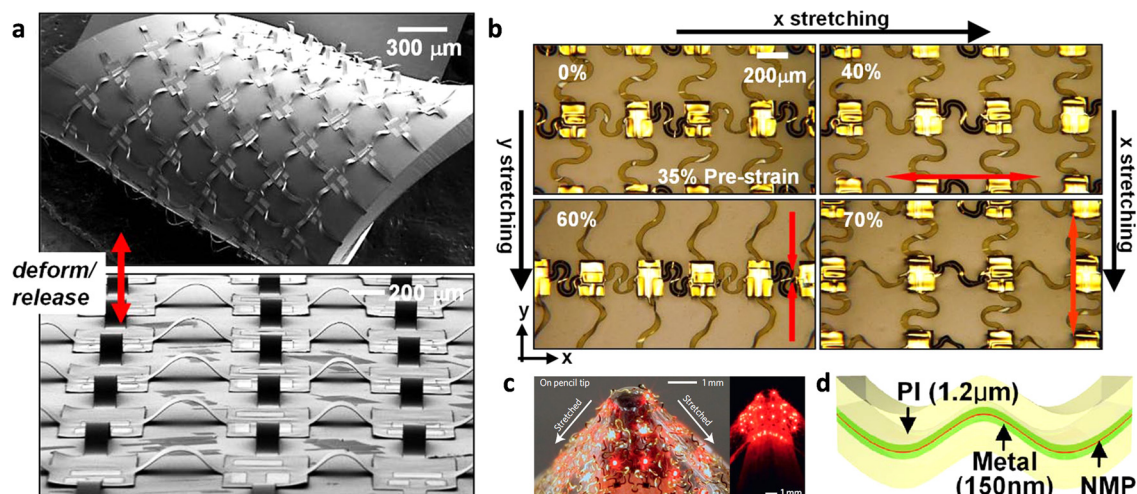 a
300 μm
deform/
release
200 μm
b
x stretching
0%
200μm
35% Pre-strain
40%
y stretching
x stretching
60%
70%
y
x
c
On pencil tip
1 mm
Stretched
Stretched
1 mm
d
PI (1.2μm)
Metal
(150nm)
NMP